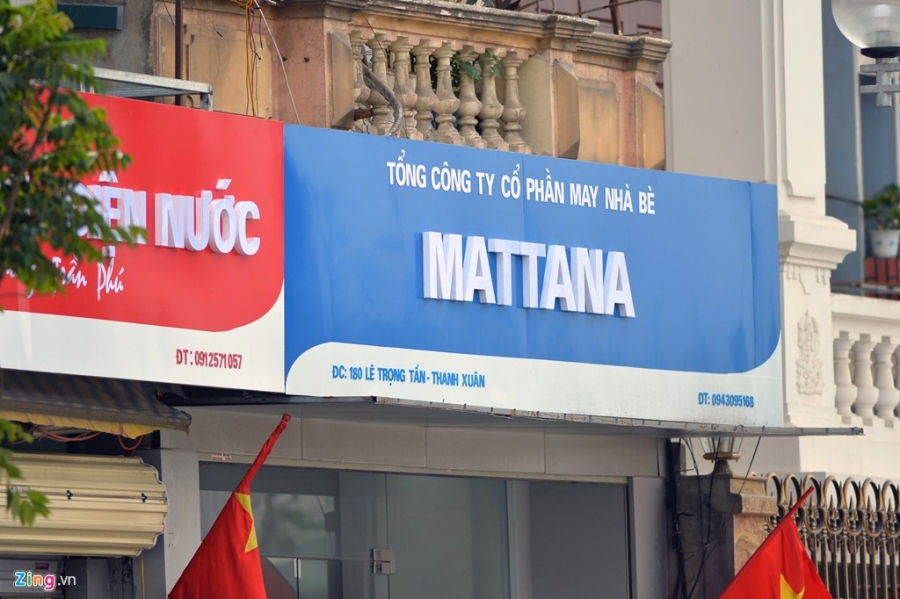 ĐIỆN NƯỚC
Trần Phú
ĐT: 0912571057
TỔNG CÔNG TY CỔ PHẦN MAY NHÀ BÈ
MATTANA
ĐC: 180 LÊ TRỌNG TẤN - THANH XUÂN
ĐT: 0943095168
Zing.vn